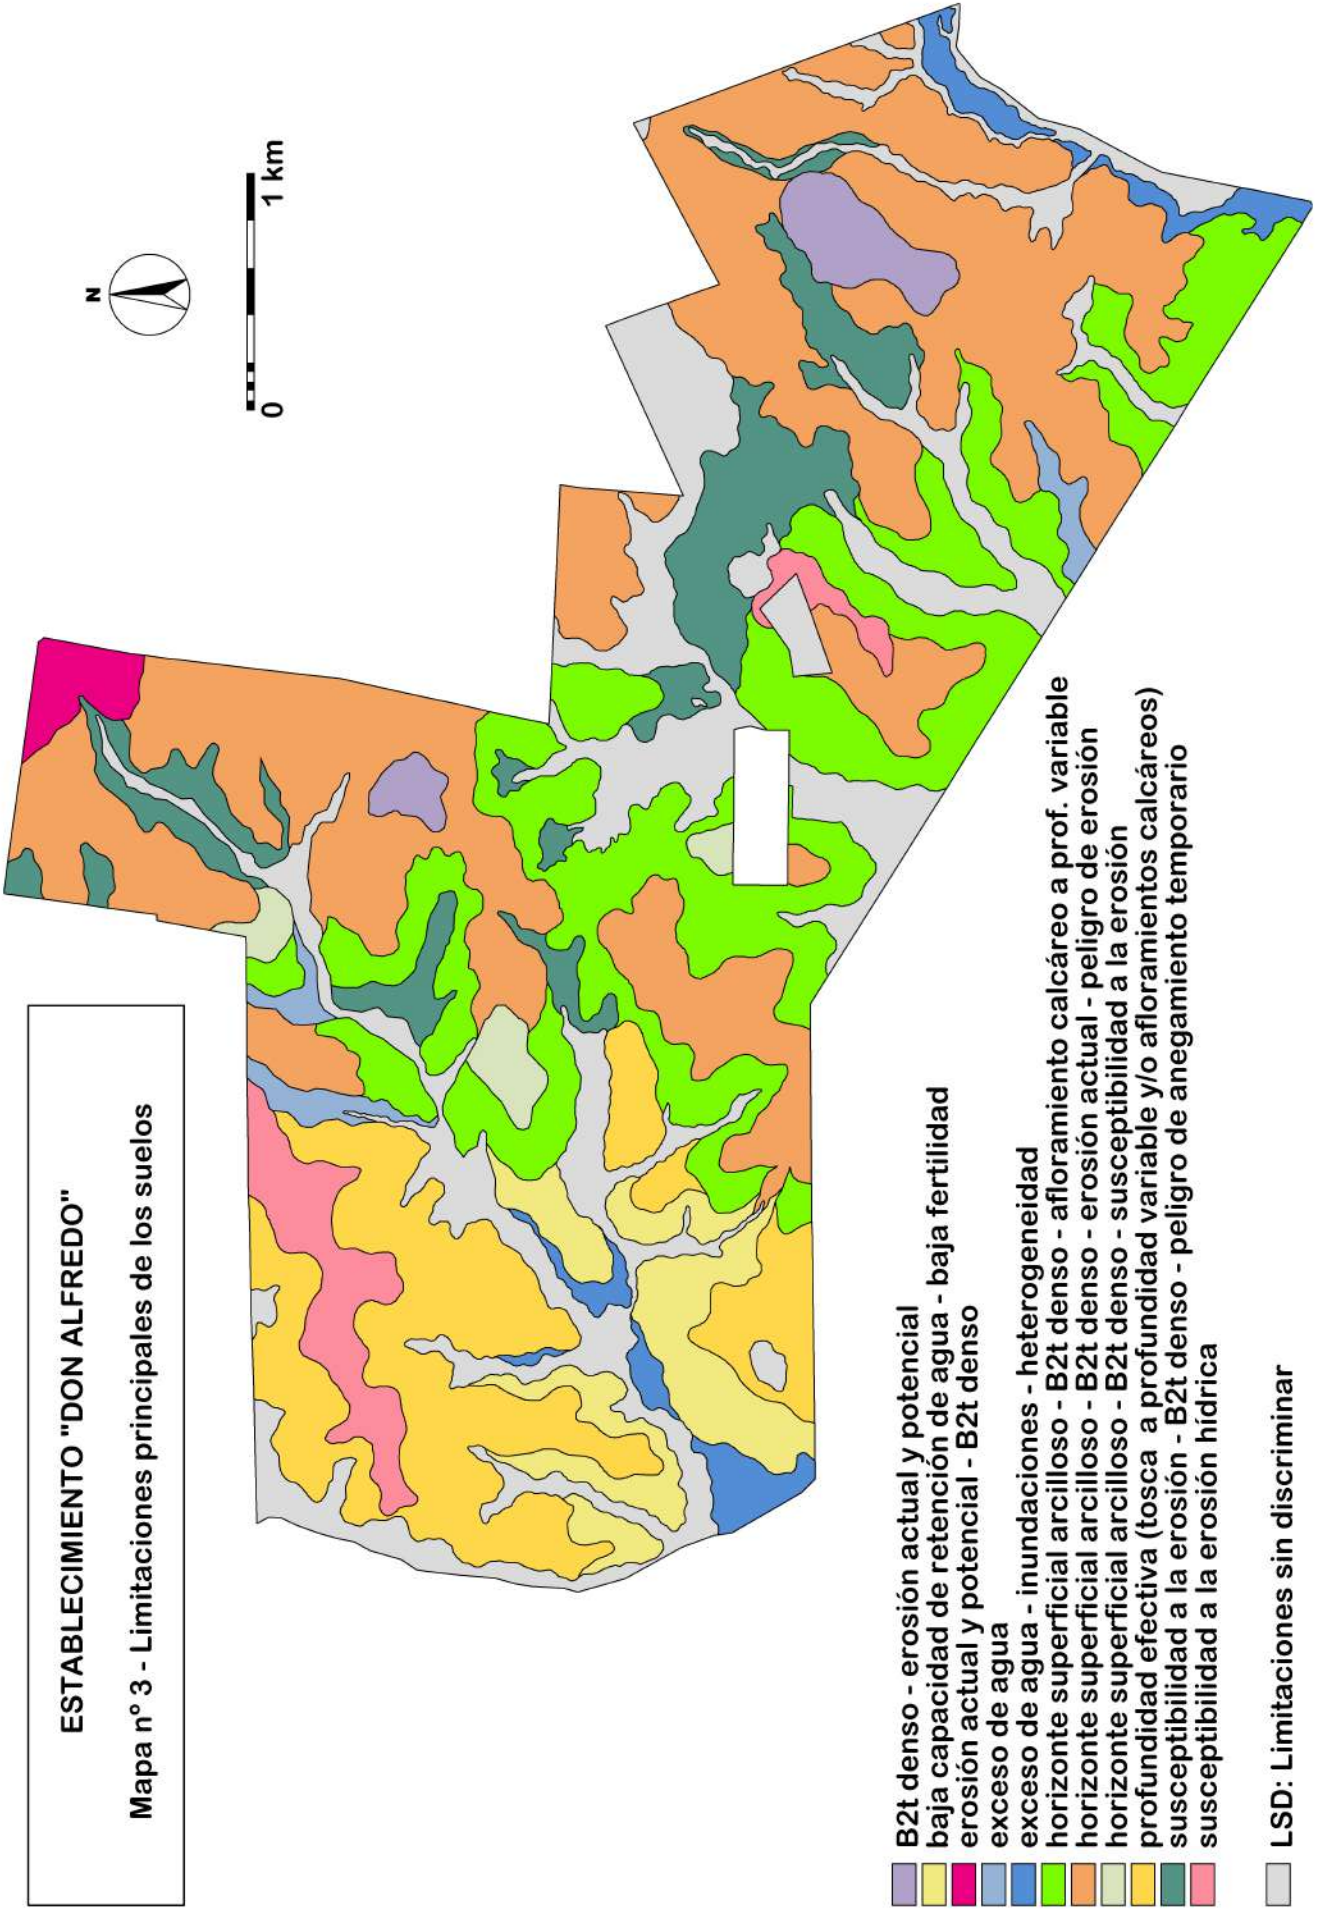 ESTABLECIMIENTO "DON ALFREDO"
Mapa nº 3 - Limitaciones principales de los suelos
N
0
1 km
B2t denso - erosión actual y potencial
baja capacidad de retención de agua - baja fertilidad
erosión actual y potencial - B2t denso
exceso de agua
exceso de agua - inundaciones - heterogeneidad
horizonte superficial arcilloso - B2t denso - afloramiento calcáreo a prof. variable
horizonte superficial arcilloso - B2t denso - erosión actual - peligro de erosión
horizonte superficial arcilloso - B2t denso - susceptibilidad a la erosión
profundidad efectiva (tosca a profundidad variable y/o afloramientos calcáreos)
susceptibilidad a la erosión - B2t denso - peligro de anegamiento temporario
susceptibilidad a la erosión hídrica
LSD: Limitaciones sin discriminar